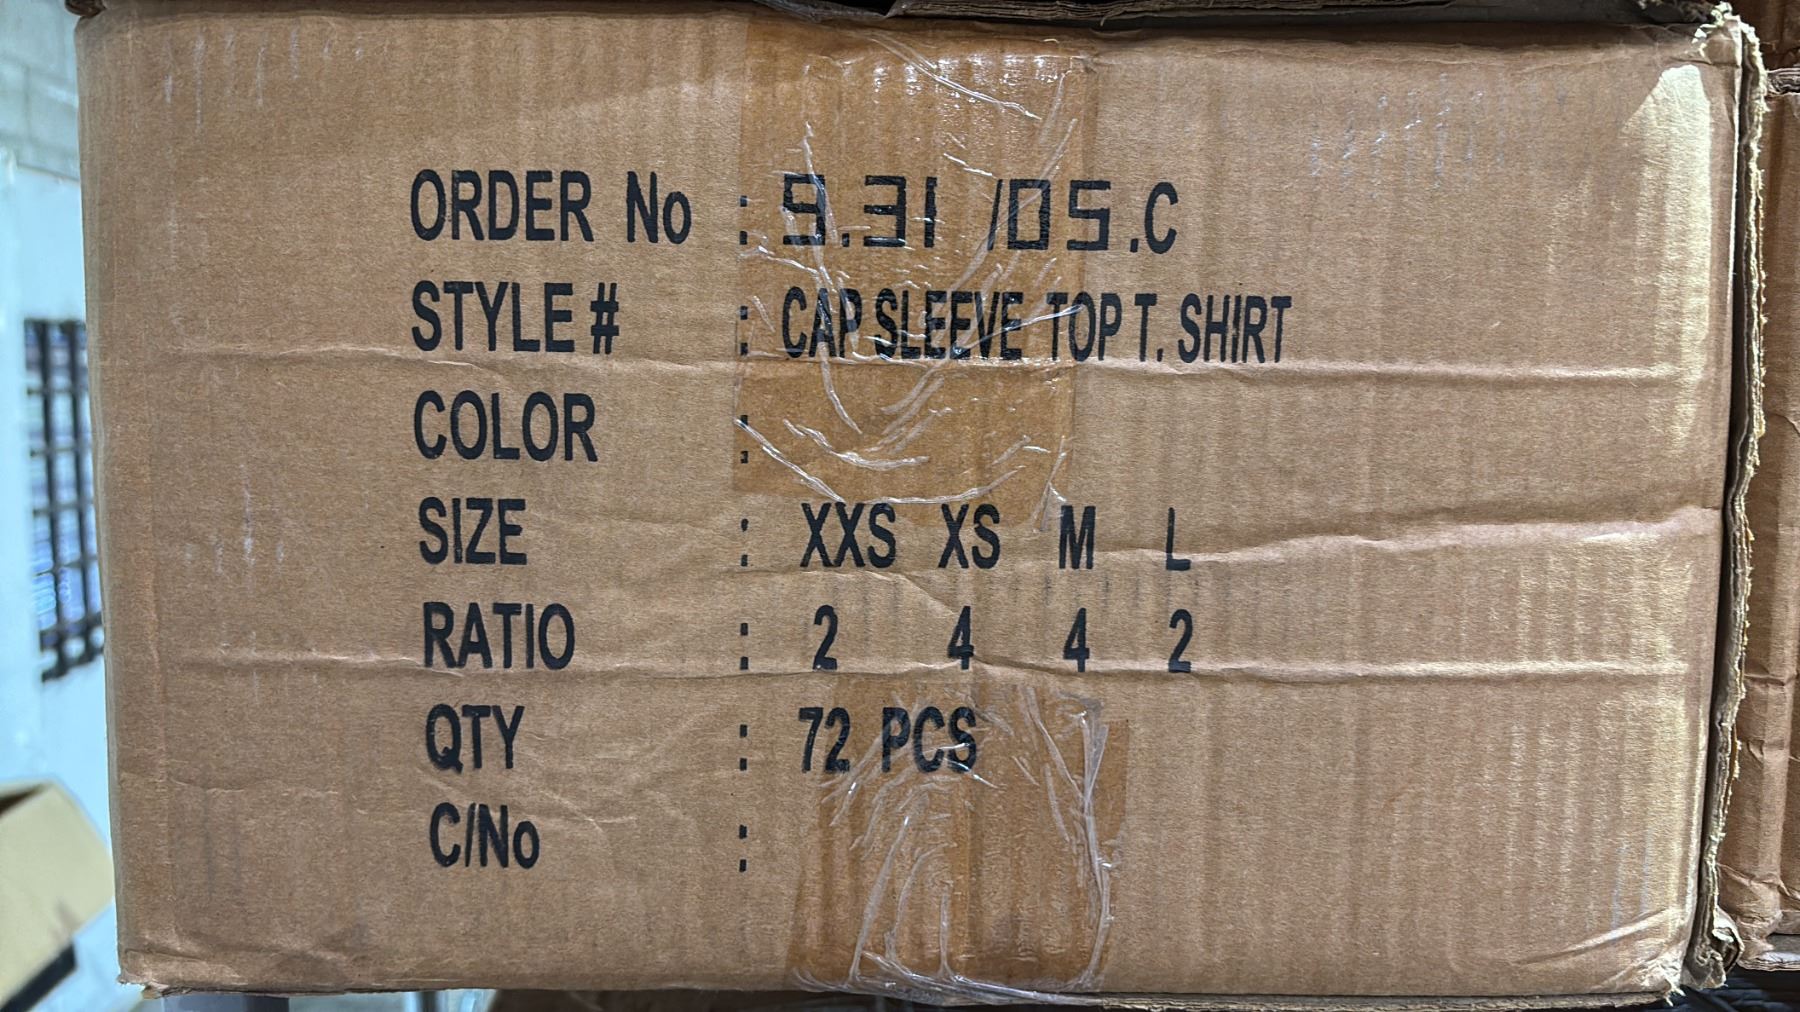 ORDER No : 9.31 /05.C
STYLE # : CAP SLEEVE TOP T. SHIRT
COLOR :
SIZE : XXS XS M L
RATIO : 2 4 4 2
QTY : 72 PCS
C/No :